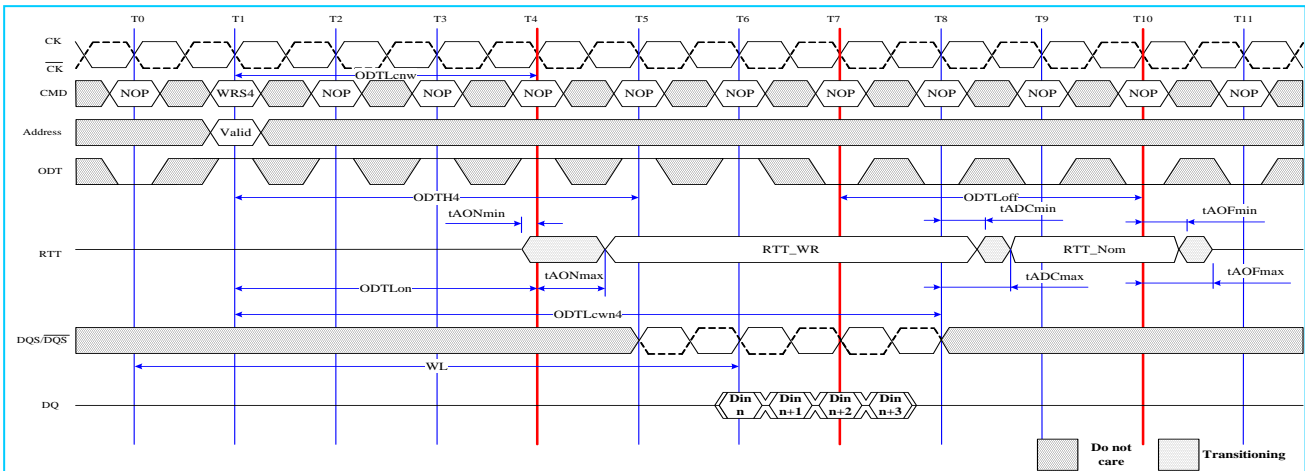 T0 T1 T2 T3 T4 T5 T6 T7 T8 T9 T10 T11
CK
CK
ODTLcnw
CMD NOP WRS4 NOP NOP NOP NOP NOP NOP NOP NOP NOP NOP
Address Valid
ODT
ODTH4 ODTLoff
tAONmin tADCmin tAOFmin
RTT RTT_WR RTT_Nom
ODTLon tAONmax tADCmax tAOFmax
ODTLcwn4
DQS/DQS
WL
DQ Din n Din n+1 Din n+2 Din n+3
Do not care Transitioning